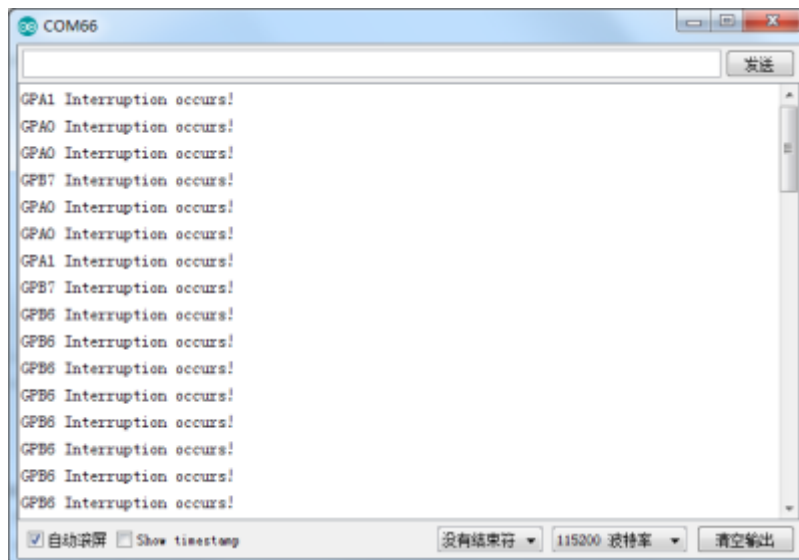 COM66
发送
GPA1 Interruption occurs!
GPA0 Interruption occurs!
GPA0 Interruption occurs!
GPB7 Interruption occurs!
GPA0 Interruption occurs!
GPA0 Interruption occurs!
GPA1 Interruption occurs!
GPB7 Interruption occurs!
GPB6 Interruption occurs!
GPB6 Interruption occurs!
GPB6 Interruption occurs!
GPB6 Interruption occurs!
GPB6 Interruption occurs!
GPB6 Interruption occurs!
GPB6 Interruption occurs!
GPB6 Interruption occurs!
自动滚屏 Show timestamp 没有结束符 115200 波特率 清空输出